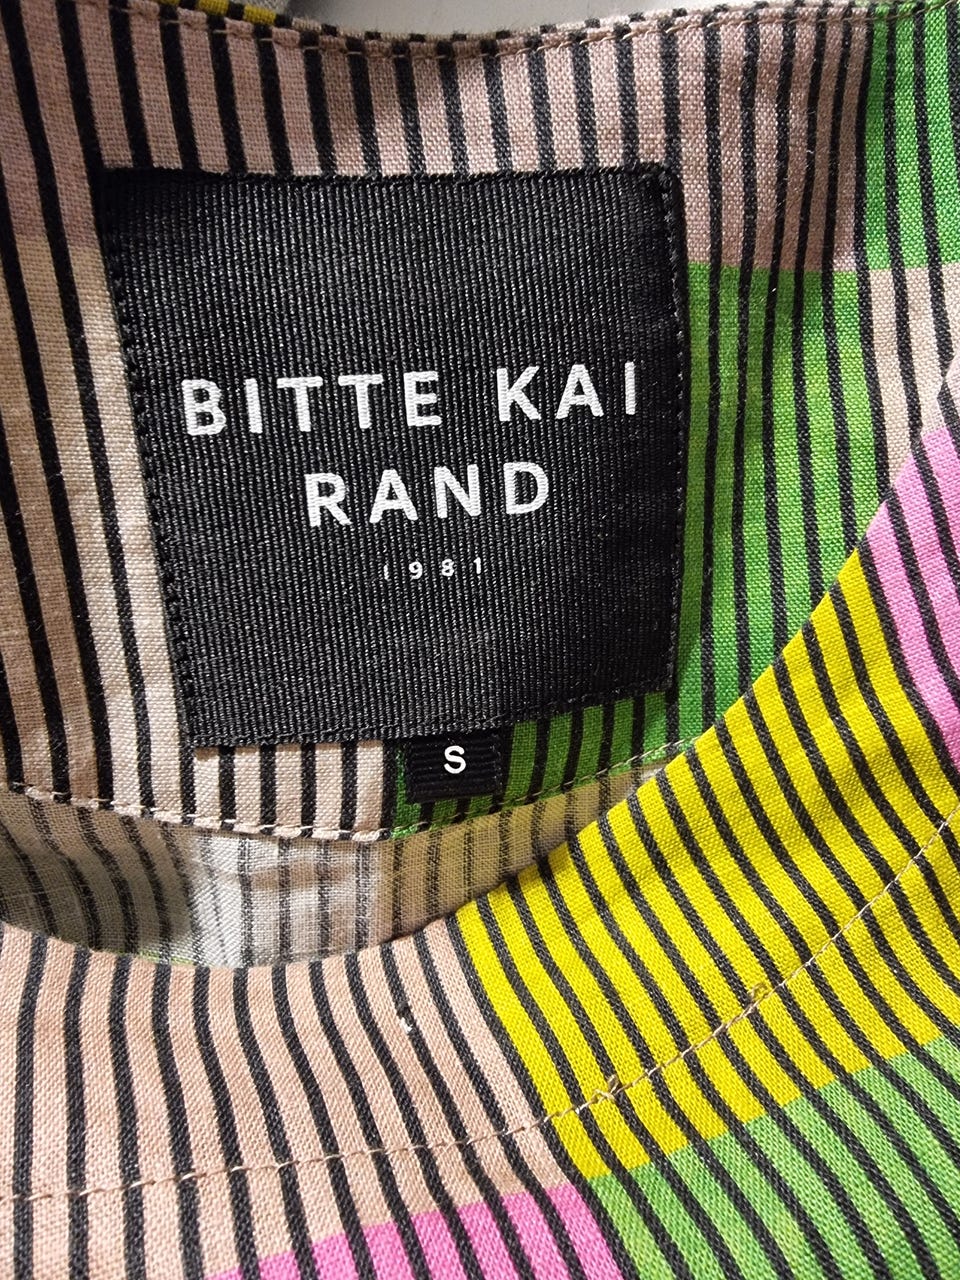 BITTE KAI
RAND
1981
S